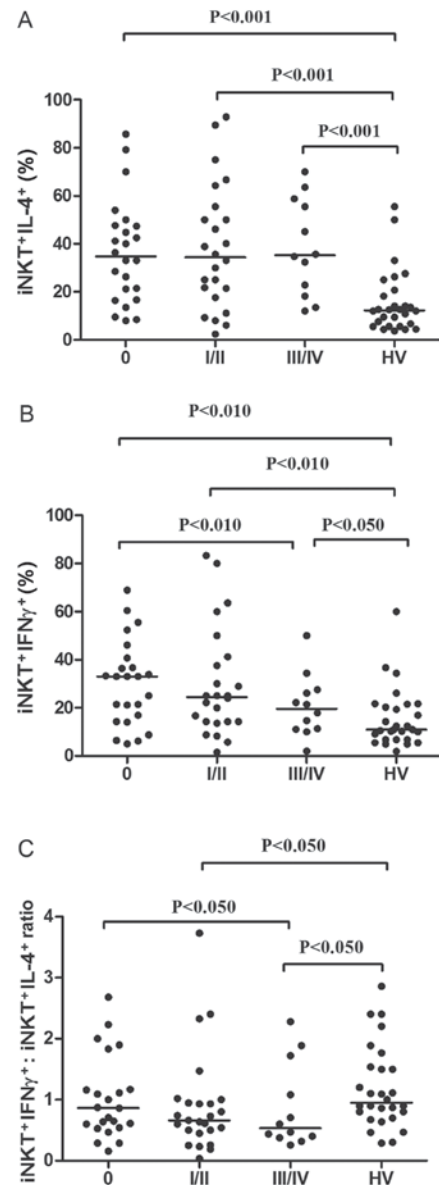 A
P<0.001
P<0.001
P<0.001
iNKT+IL-4+ (%)
100
80
60
40
20
0
0 I/II III/IV HV
B
P<0.010
P<0.010
P<0.010 P<0.050
iNKT+IFNγ+ (%)
100
80
60
40
20
0
0 I/II III/IV HV
C
P<0.050
P<0.050
P<0.050
iNKT+IFNγ+ : iNKT+IL-4+ ratio
4
3
2
1
0
0 I/II III/IV HV